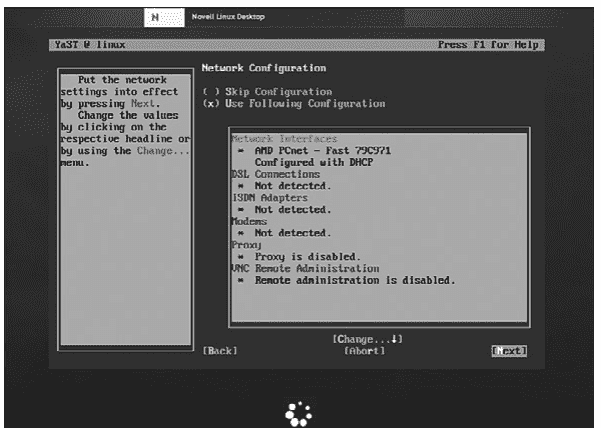 N Novell Linux Desktop
YaST @ linux Press F1 for Help
Put the network
settings into effect
by pressing Next.
Change the values
by clicking on the
respective headline or
by using the Change...
menu.
Network Configuration
( ) Skip Configuration
(x) Use Following Configuration
Network Interfaces
* AMD PCnet - Fast 79C971
Configured with DHCP
DSL Connections
* Not detected.
ISDN Adapters
* Not detected.
Modems
* Not detected.
Proxy
* Proxy is disabled.
VNC Remote Administration
* Remote administration is disabled.
[Change...↓]
[Back] [Abort] [Next]